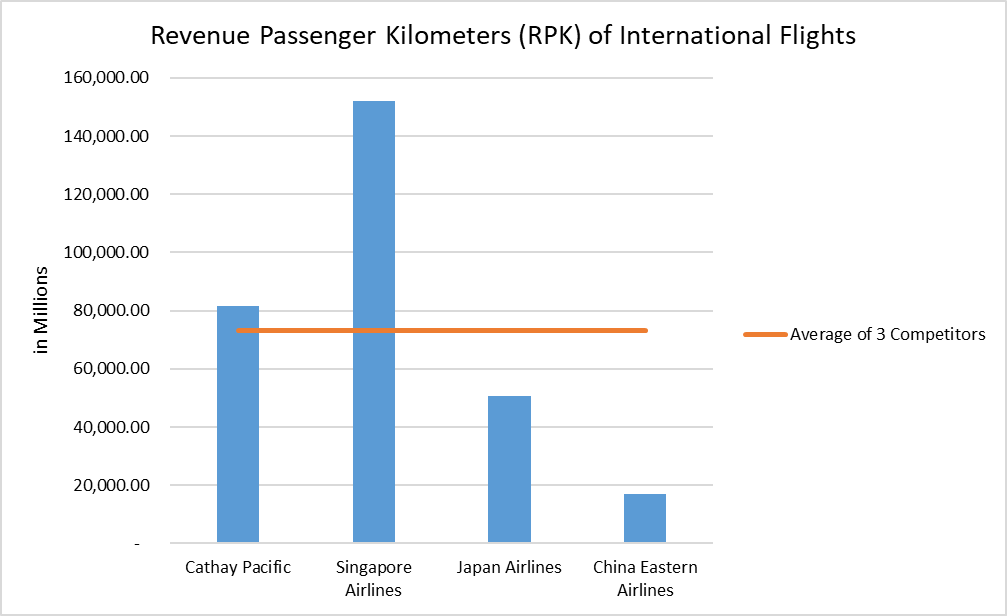 Revenue Passenger Kilometers (RPK) of International Flights
in Millions
160,000.00
140,000.00
120,000.00
100,000.00
80,000.00
60,000.00
40,000.00
20,000.00
-
Cathay Pacific
Singapore
Airlines
Japan Airlines
China Eastern
Airlines
Average of 3 Competitors